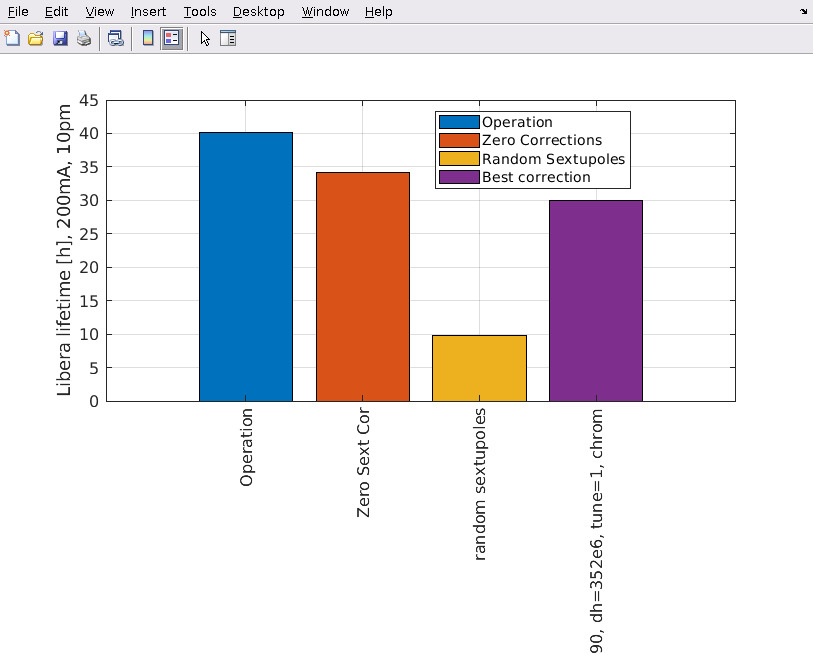 File Edit View Insert Tools Desktop Window Help
45
40
35
30
25
20
15
10
5
0
Libera lifetime [h], 200mA, 10pm
Operation
Zero Corrections
Random Sextupoles
Best correction
Operation
Zero Sext Cor
random sextupoles
90, dh=352e6, tune=1, chrom